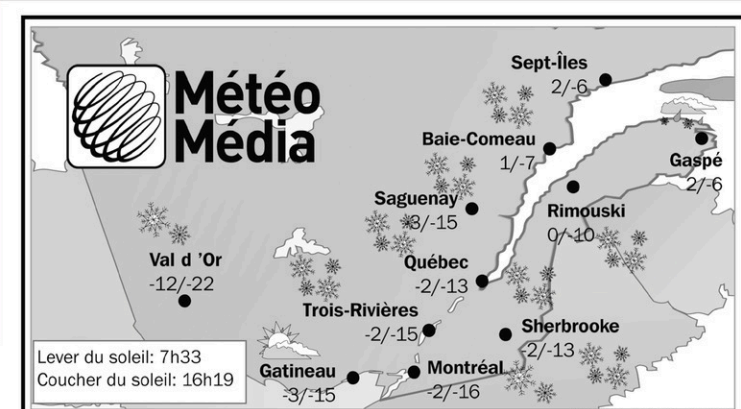 Météo
Média
Sept-Îles
2/-6
Baie-Comeau
1/-7
Gaspé
2/-6
Saguenay
-3/-15
Rimouski
0/-10
Val d 'Or
-12/-22
Québec
-2/-13
Trois-Rivières
-2/-15
Sherbrooke
-2/-13
Gatineau
-3/-15
Montréal
-2/-16
Lever du soleil: 7h33
Coucher du soleil: 16h19